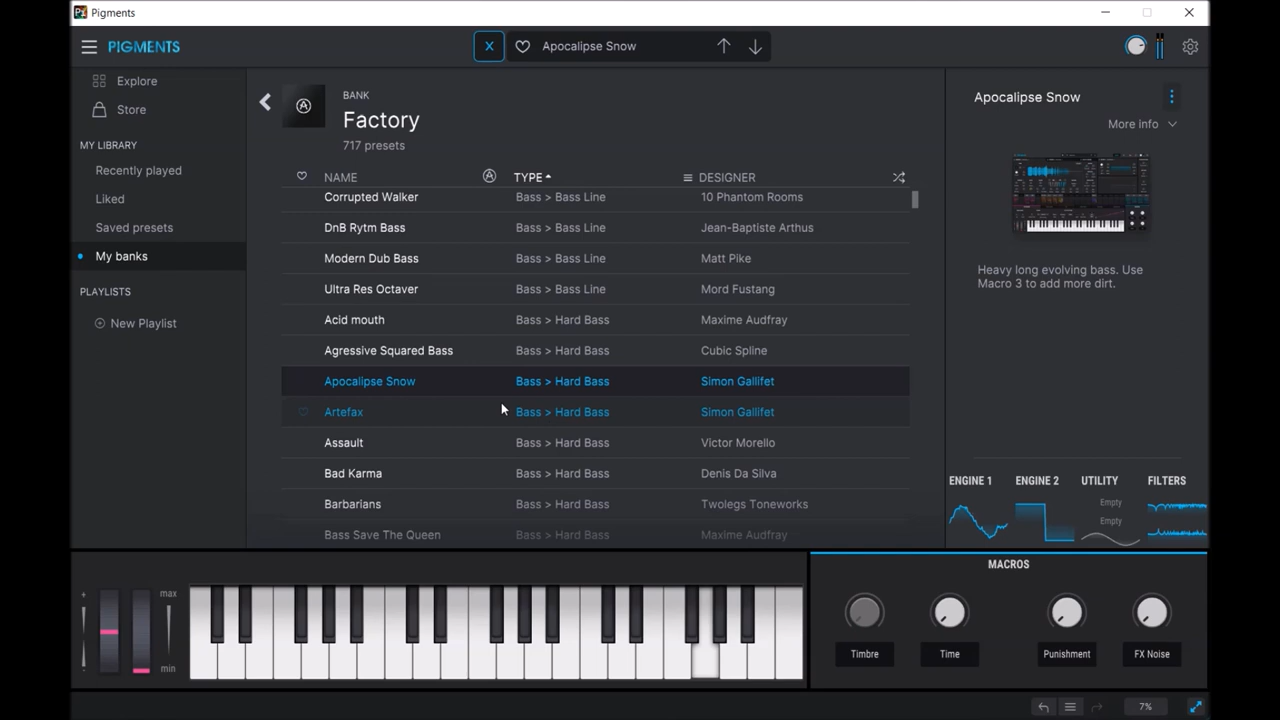 Pigments
PIGMENTS
X
Apocalipse Snow
Explore
Store
MY LIBRARY
Recently played
Liked
Saved presets
My banks
PLAYLISTS
New Playlist
BANK
Factory
717 presets
NAME TYPE DESIGNER
Corrupted Walker Bass > Bass Line 10 Phantom Rooms
DnB Rytm Bass Bass > Bass Line Jean-Baptiste Arthus
Modern Dub Bass Bass > Bass Line Matt Pike
Ultra Res Octaver Bass > Bass Line Mord Fustang
Acid mouth Bass > Hard Bass Maxime Audfray
Agressive Squared Bass Bass > Hard Bass Cubic Spline
Apocalipse Snow Bass > Hard Bass Simon Gallifet
Artefax Bass > Hard Bass Simon Gallifet
Assault Bass > Hard Bass Victor Morello
Bad Karma Bass > Hard Bass Denis Da Silva
Barbarians Bass > Hard Bass Twolegs Toneworks
Bass Save The Queen Bass > Hard Bass Maxime Audfray
Apocalipse Snow
More info
Heavy long evolving bass. Use
Macro 3 to add more dirt.
ENGINE 1 ENGINE 2 UTILITY FILTERS
Empty
Empty
+
-
max
min
MACROS
Timbre Time Punishment FX Noise
7%